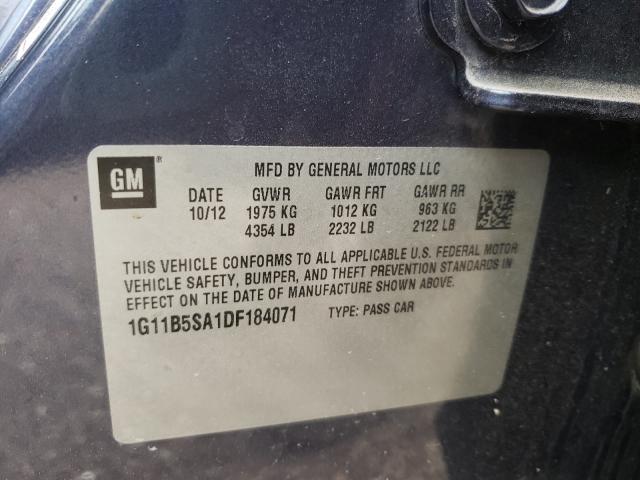 GM ®
MFD BY GENERAL MOTORS LLC
DATE GVWR GAWR FRT GAWR RR
10/12 1975 KG 1012 KG 963 KG
4354 LB 2232 LB 2122 LB
THIS VEHICLE CONFORMS TO ALL APPLICABLE U.S. FEDERAL MOTOR
VEHICLE SAFETY, BUMPER, AND THEFT PREVENTION STANDARDS IN
EFFECT ON THE DATE OF MANUFACTURE SHOWN ABOVE.
1G11B5SA1DF184071 TYPE: PASS CAR